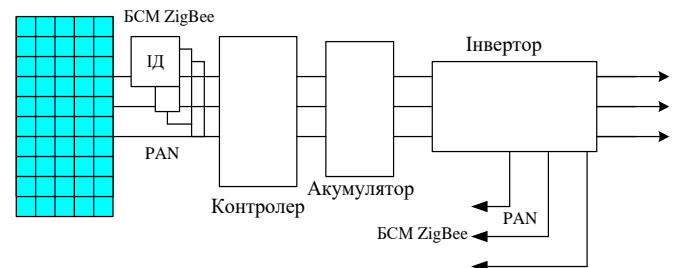 БСМ ZigBee
ІД
PAN
Контролер
Акумулятор
Інвертор
PAN
БСМ ZigBee